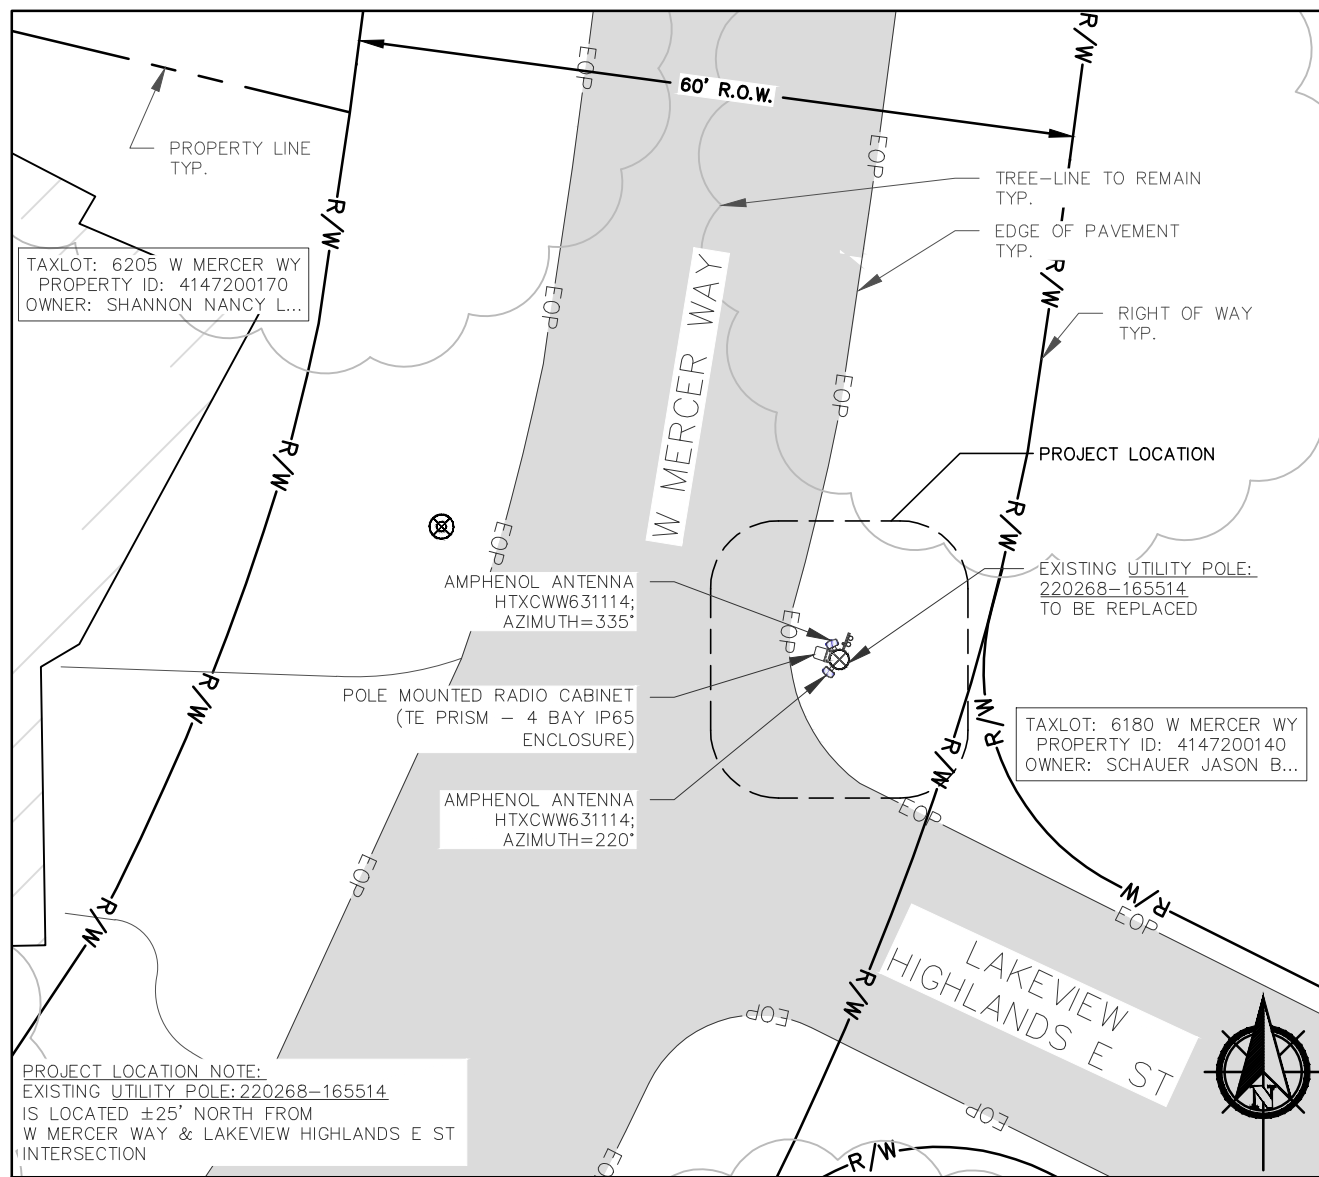 R/W
EOP
60' R.O.W.
EOP
PROPERTY LINE
TYP.
TREE-LINE TO REMAIN
TYP.
R/W
EDGE OF PAVEMENT
TYP.
TAXLOT: 6205 W MERCER WY
PROPERTY ID: 4147200170
OWNER: SHANNON NANCY L...
R/W
EOP
RIGHT OF WAY
TYP.
W MERCER WAY
EOP
R/W
PROJECT LOCATION
R/W
EOP
AMPHENOL ANTENNA
HTXCWW631114;
AZIMUTH=335°
EXISTING UTILITY POLE:
220268-165514
TO BE REPLACED
EOP
R/W
POLE MOUNTED RADIO CABINET
(TE PRISM - 4 BAY IP65
ENCLOSURE)
R/W
TAXLOT: 6180 W MERCER WY
PROPERTY ID: 4147200140
OWNER: SCHAUER JASON B...
R/W
AMPHENOL ANTENNA
HTXCWW631114;
AZIMUTH=220°
EOP
EOP
R/W
R/W
EOP
LAKEVIEW
HIGHLANDS E ST
R/W
EOP
N
PROJECT LOCATION NOTE:
EXISTING UTILITY POLE: 220268-165514
IS LOCATED ±25' NORTH FROM
W MERCER WAY & LAKEVIEW HIGHLANDS E ST
INTERSECTION
EOP
EOP
R/W